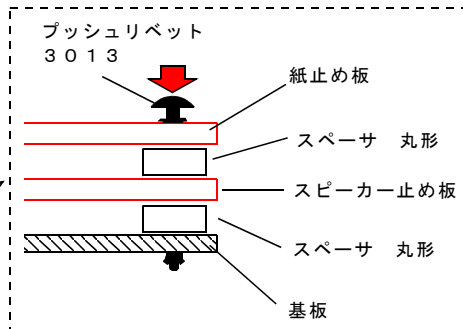 プッシュリベット
３０１３
紙止め板
スペーサ　丸形
スピーカー止め板
スペーサ　丸形
基板